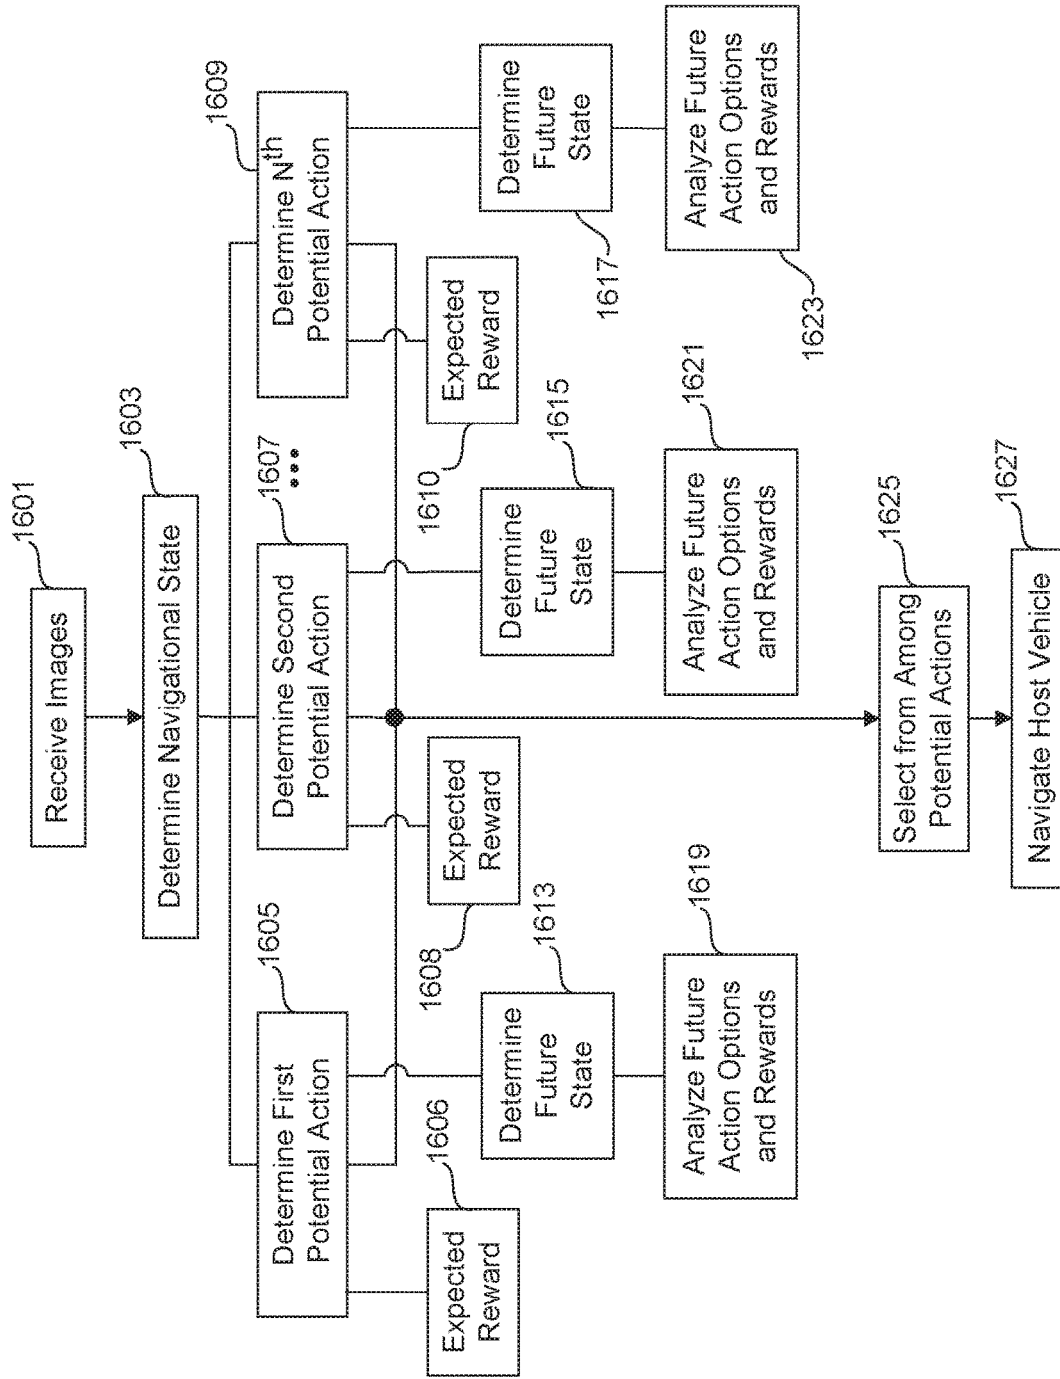 1601
Receive Images
1603
Determine Navigational State
1605
Determine First
Potential Action
1607
Determine Second
Potential Action
...
1609
Determine Nth
Potential Action
1606
Expected
Reward
1608
Expected
Reward
1610
Expected
Reward
1613
Determine
Future
State
1615
Determine
Future
State
1617
Determine
Future
State
1619
Analyze Future
Action Options
and Rewards
1621
Analyze Future
Action Options
and Rewards
1623
Analyze Future
Action Options
and Rewards
1625
Select from Among
Potential Actions
1627
Navigate Host Vehicle